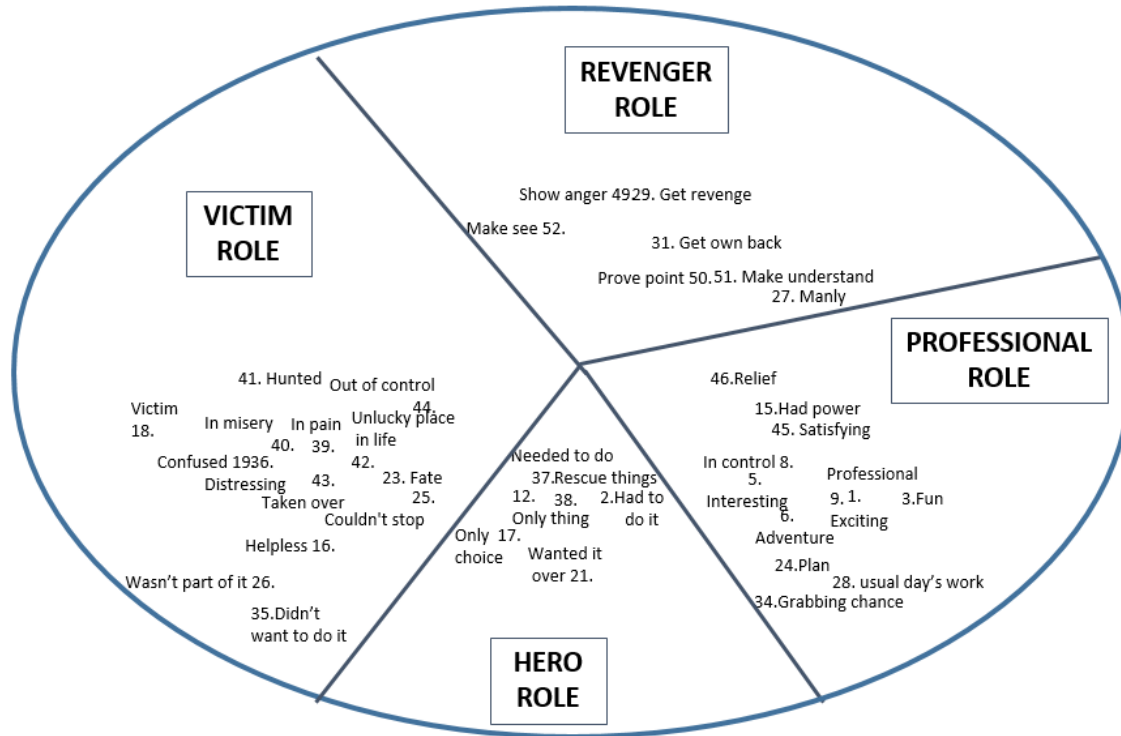 REVENGER
ROLE
Show anger 4929. Get revenge
Make see 52.
31. Get own back
Prove point 50.51. Make understand
27. Manly
VICTIM
ROLE
41. Hunted
Out of control
44.
Victim
18.
In misery
40.
In pain
39.
Unlucky place
in life
42.
Confused 1936.
Distressing
43.
Taken over
23. Fate
25.
Couldn't stop
Helpless 16.
Wasn't part of it 26.
35.Didn't
want to do it
PROFESSIONAL
ROLE
46.Relief
15.Had power
45. Satisfying
In control 8.
5.
Interesting
6.
Adventure
Professional
9. 1.
Exciting
3.Fun
24.Plan
28. usual day's work
34.Grabbing chance
Needed to do
37.Rescue things
12.
38.
2.Had to
do it
Only thing
Only 17.
choice
Wanted it
over 21.
HERO
ROLE